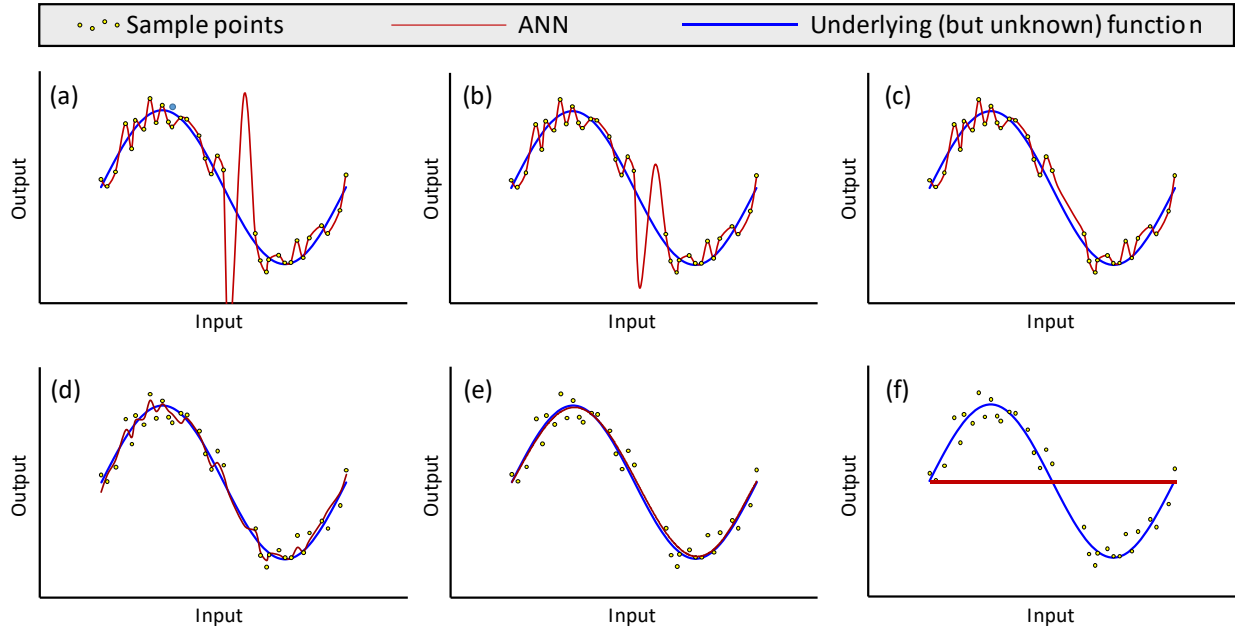 Sample points ANN Underlying (but unknown) function
(a) (b) (c)
Output Output Output
Input Input Input
(d) (e) (f)
Output Output Output
Input Input Input